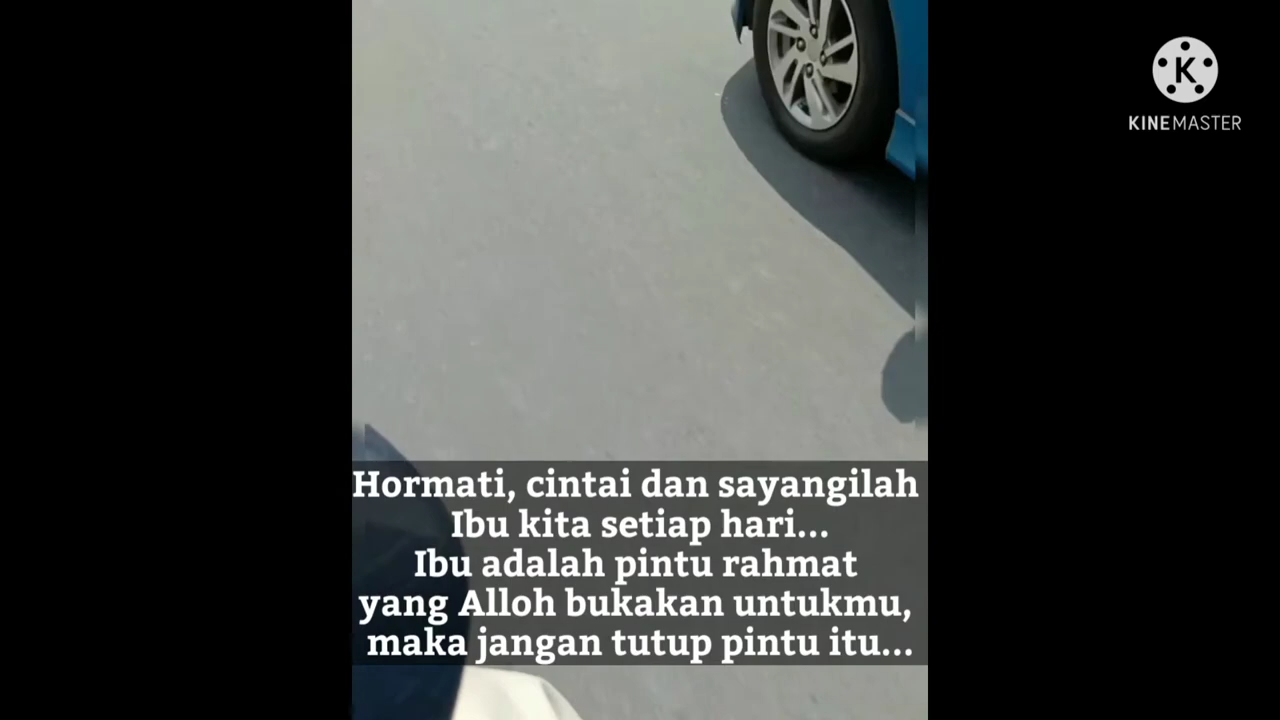 KINEMASTER
Hormati, cintai dan sayangilah
Ibu kita setiap hari...
Ibu adalah pintu rahmat
yang Alloh bukakan untukmu,
maka jangan tutup pintu itu...